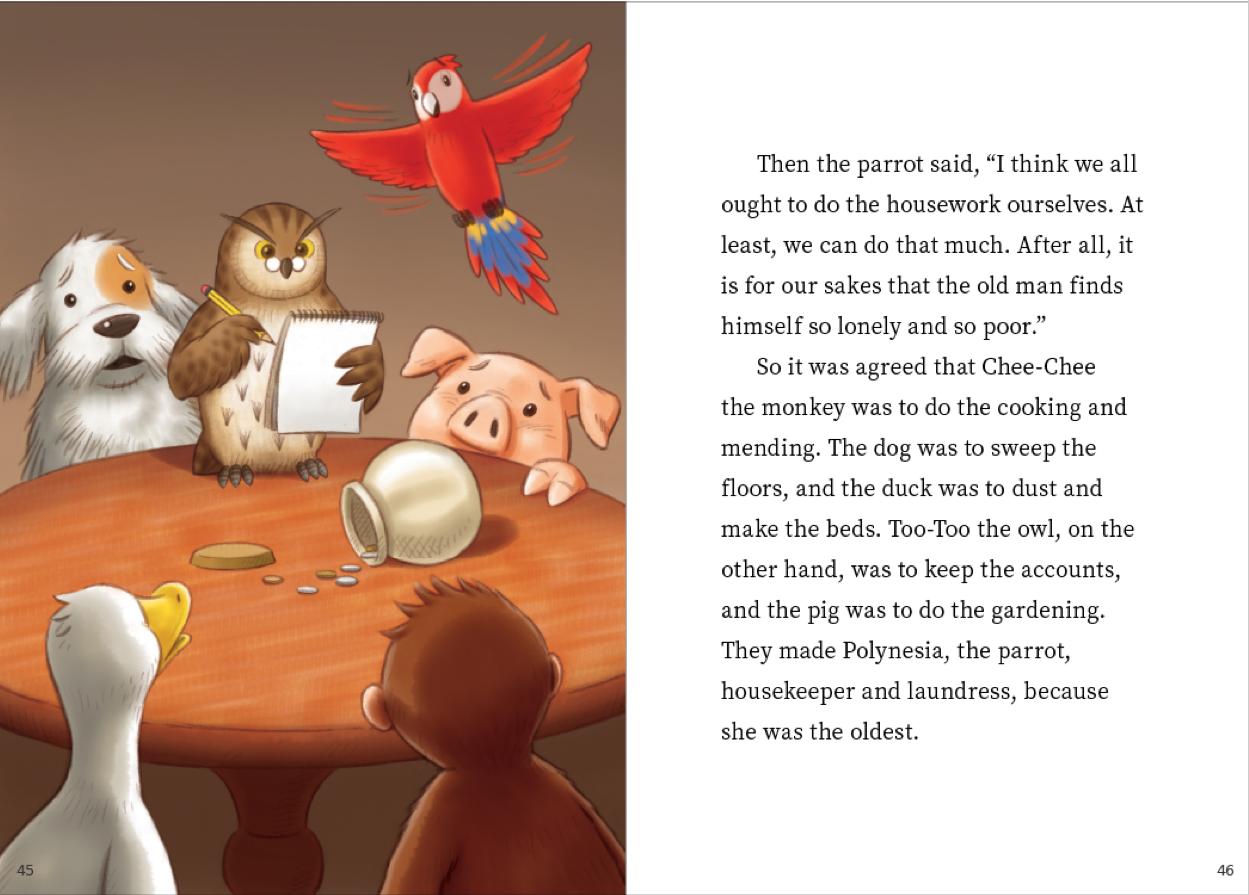 Then the parrot said, “I think we all
ought to do the housework ourselves. At
least, we can do that much. After all, it
is for our sakes that the old man finds
himself so lonely and so poor.”
So it was agreed that Chee-Chee
the monkey was to do the cooking and
mending. The dog was to sweep the
floors, and the duck was to dust and
make the beds. Too-Too the owl, on the
other hand, was to keep the accounts,
and the pig was to do the gardening.
They made Polynesia, the parrot,
housekeeper and laundress, because
she was the oldest.
45
46